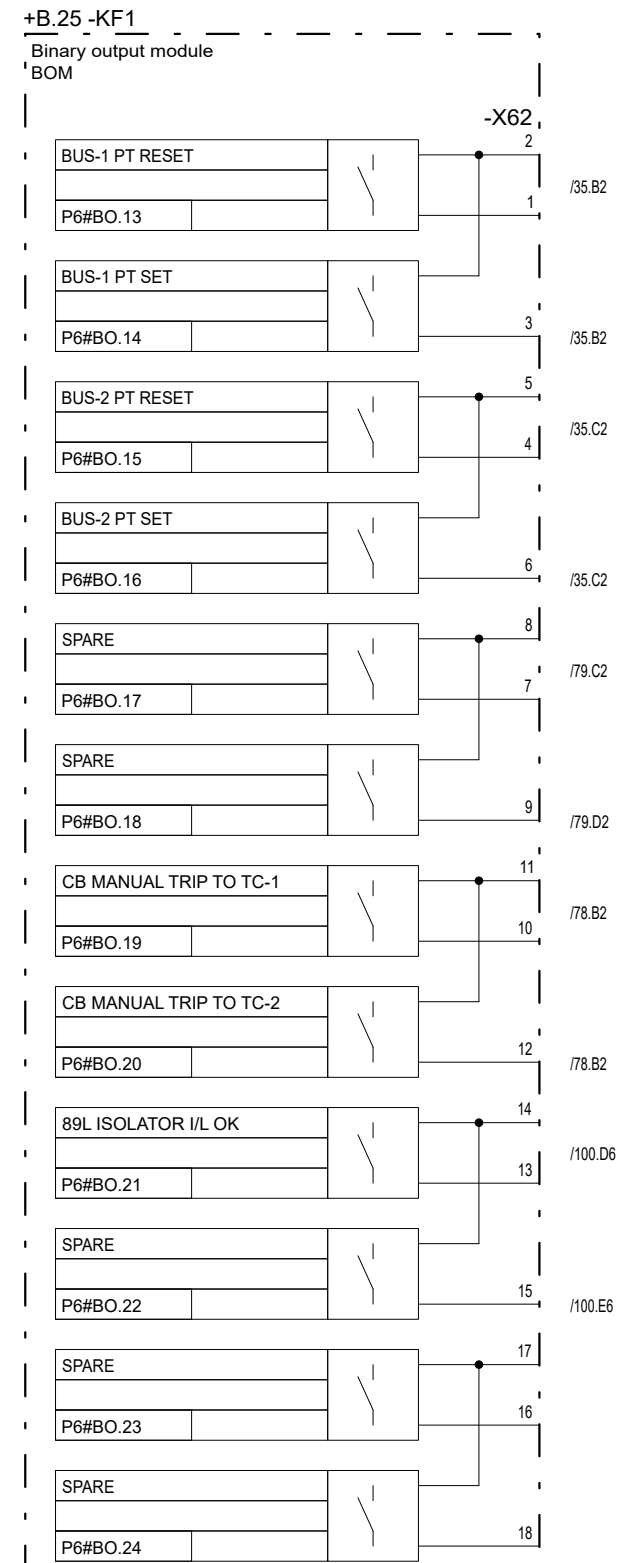 +B.25 -KF1
Binary output module
BOM
-X62
BUS-1 PT RESET
2
/35.B2
P6#BO.13
1
BUS-1 PT SET
P6#BO.14
3
/35.B2
BUS-2 PT RESET
5
/35.C2
P6#BO.15
4
BUS-2 PT SET
P6#BO.16
6
/35.C2
SPARE
8
/79.C2
P6#BO.17
7
SPARE
P6#BO.18
9
/79.D2
CB MANUAL TRIP TO TC-1
11
/78.B2
P6#BO.19
10
CB MANUAL TRIP TO TC-2
P6#BO.20
12
/78.B2
89L ISOLATOR I/L OK
14
/100.D6
P6#BO.21
13
SPARE
P6#BO.22
15
/100.E6
SPARE
17
P6#BO.23
16
SPARE
P6#BO.24
18